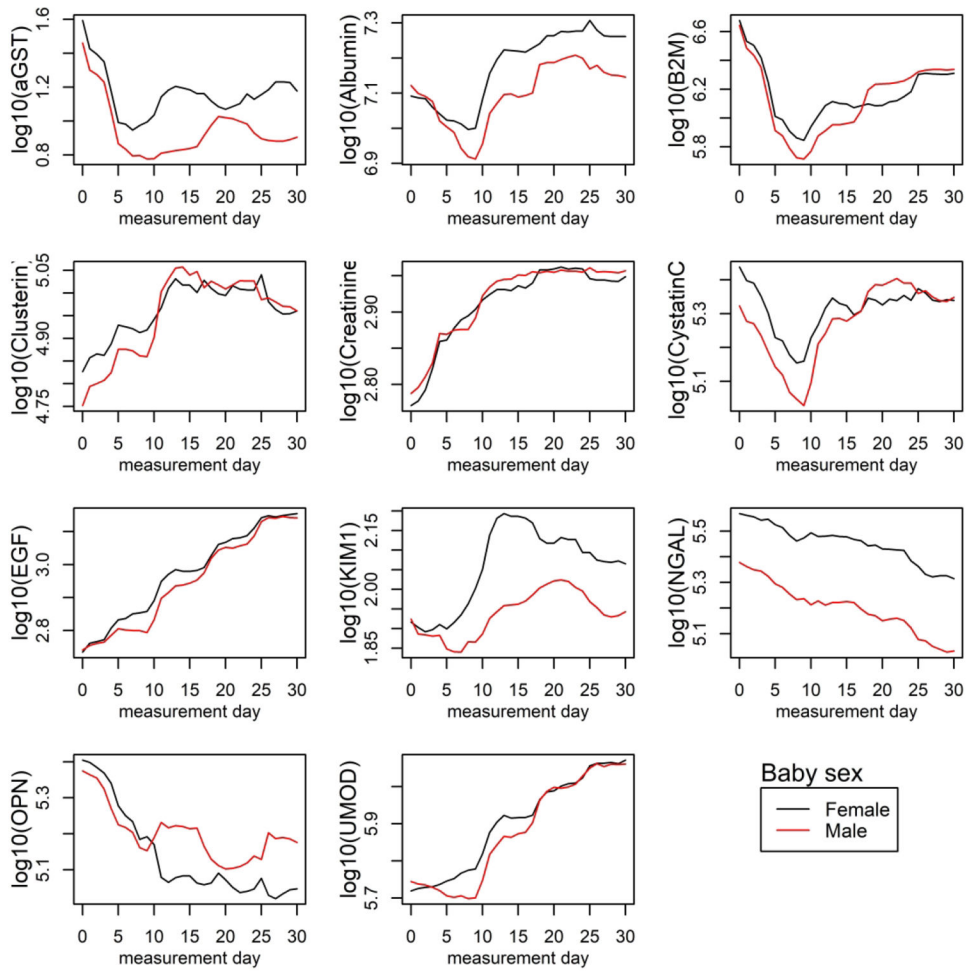 log10(aGST)
0.8 1.2 1.6
0 5 10 15 20 25 30
measurement day
log10(Albumin)
6.9 7.1 7.3
0 5 10 15 20 25 30
measurement day
log10(B2M)
5.8 6.2 6.6
0 5 10 15 20 25 30
measurement day
log10(Clusterin)
4.75 4.90 5.05
0 5 10 15 20 25 30
measurement day
log10(Creatinine
2.80 2.90
0 5 10 15 20 25 30
measurement day
log10(CystatinC
5.1 5.3
0 5 10 15 20 25 30
measurement day
log10(EGF)
2.8 3.0
0 5 10 15 20 25 30
measurement day
log10(KIM1)
1.85 2.00 2.15
0 5 10 15 20 25 30
measurement day
log10(NGAL)
5.1 5.3 5.5
0 5 10 15 20 25 30
measurement day
log10(OPN)
5.1 5.3
0 5 10 15 20 25 30
measurement day
log10(UMOD)
5.7 5.9
0 5 10 15 20 25 30
measurement day
Baby sex
Female
Male